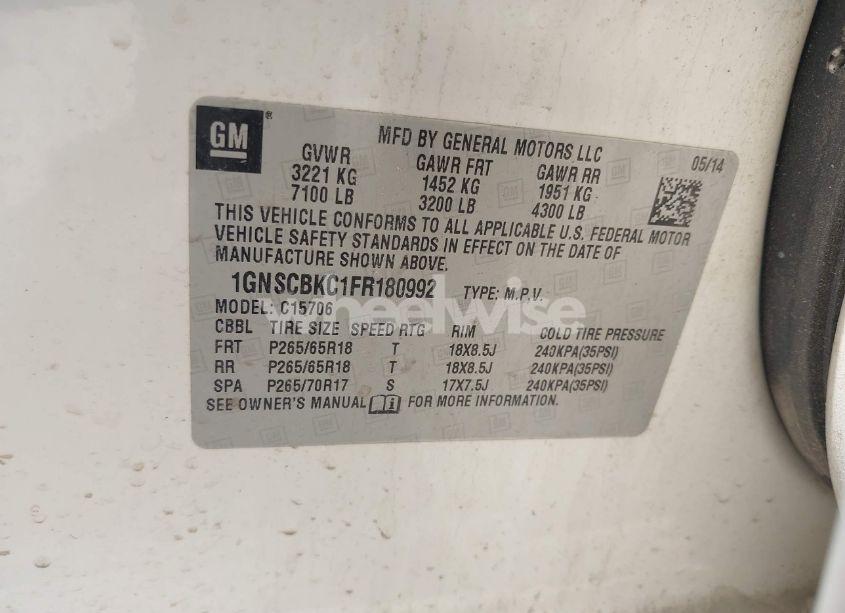 GM ®
MFD BY GENERAL MOTORS LLC
05/14
GVWR GAWR FRT GAWR RR
3221 KG 1452 KG 1951 KG
7100 LB 3200 LB 4300 LB
THIS VEHICLE CONFORMS TO ALL APPLICABLE U.S. FEDERAL MOTOR
VEHICLE SAFETY STANDARDS IN EFFECT ON THE DATE OF
MANUFACTURE SHOWN ABOVE.
1GNSCBKC1FR180992 TYPE: M.P.V.
MODEL: C15706
wheelwise
CBBL TIRE SIZE SPEED RTG RIM COLD TIRE PRESSURE
FRT P265/65R18 T 18X8.5J 240KPA(35PSI)
RR P265/65R18 T 18X8.5J 240KPA(35PSI)
SPA P265/70R17 S 17X7.5J 240KPA(35PSI)
SEE OWNER'S MANUAL i FOR MORE INFORMATION.